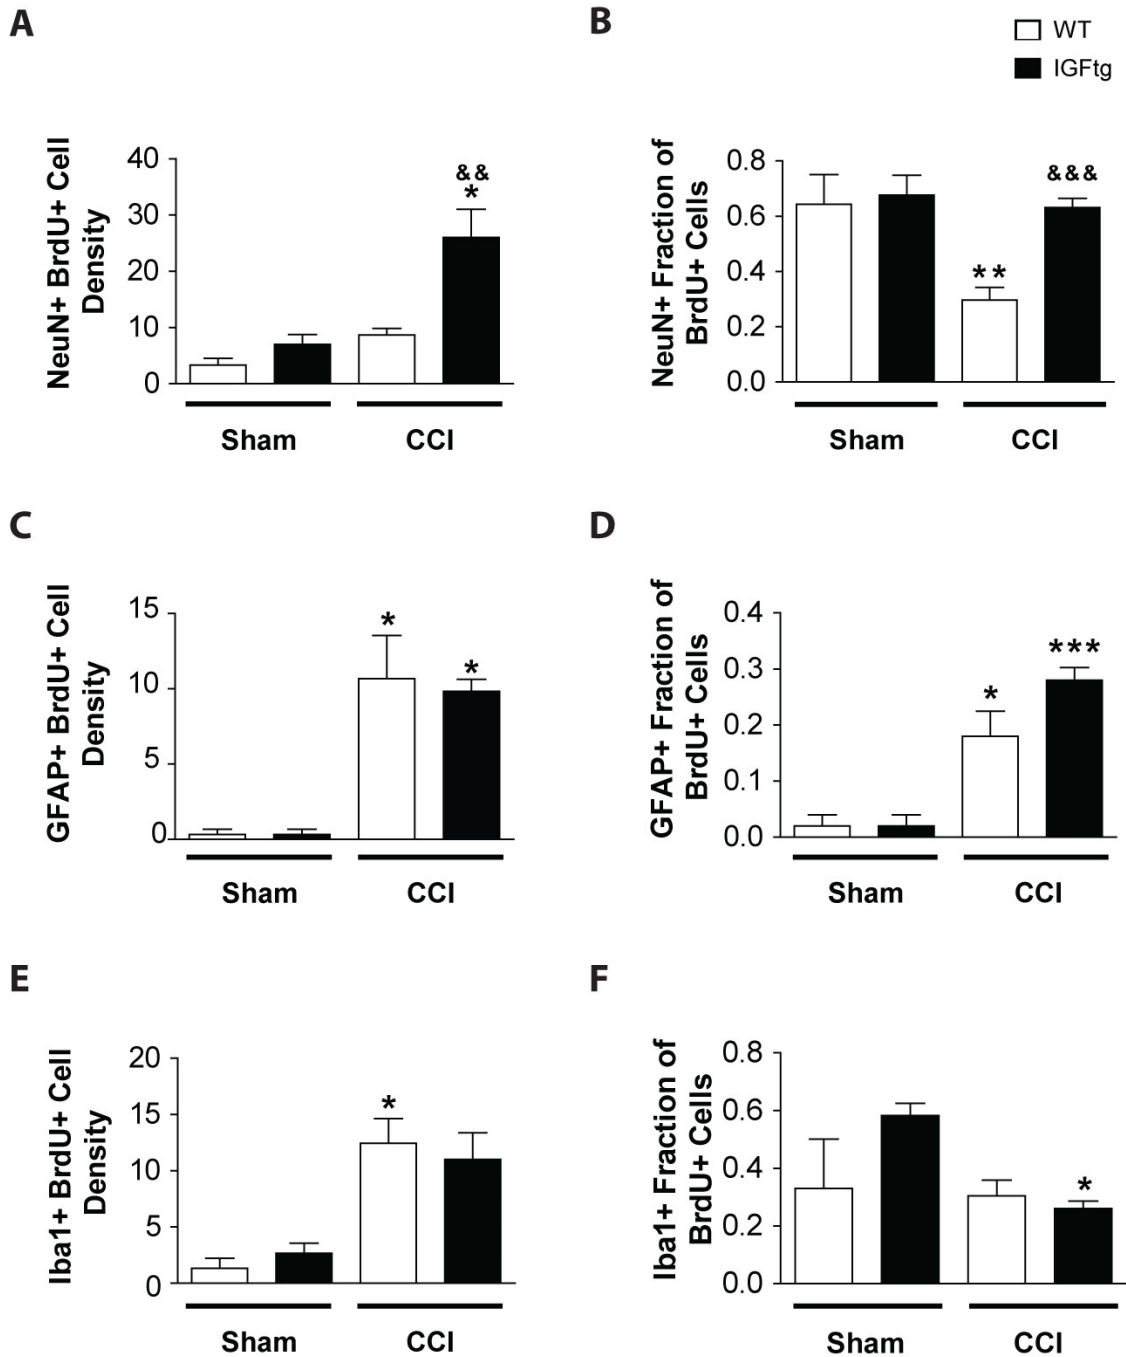 A
B
WT
IGFtg
NeuN+ BrdU+ Cell
Density
40
30
20
10
0
&&
*
Sham
CCI
NeuN+ Fraction of
BrdU+ Cells
0.8
0.6
0.4
0.2
0.0
**
&&&
Sham
CCI
C
D
GFAP+ BrdU+ Cell
Density
15
10
5
0
*
*
Sham
CCI
GFAP+ Fraction of
BrdU+ Cells
0.4
0.3
0.2
0.1
0.0
*
***
Sham
CCI
E
F
Iba1+ BrdU+ Cell
Density
20
15
10
5
0
*
Sham
CCI
Iba1+ Fraction of
BrdU+ Cells
0.8
0.6
0.4
0.2
0.0
*
Sham
CCI